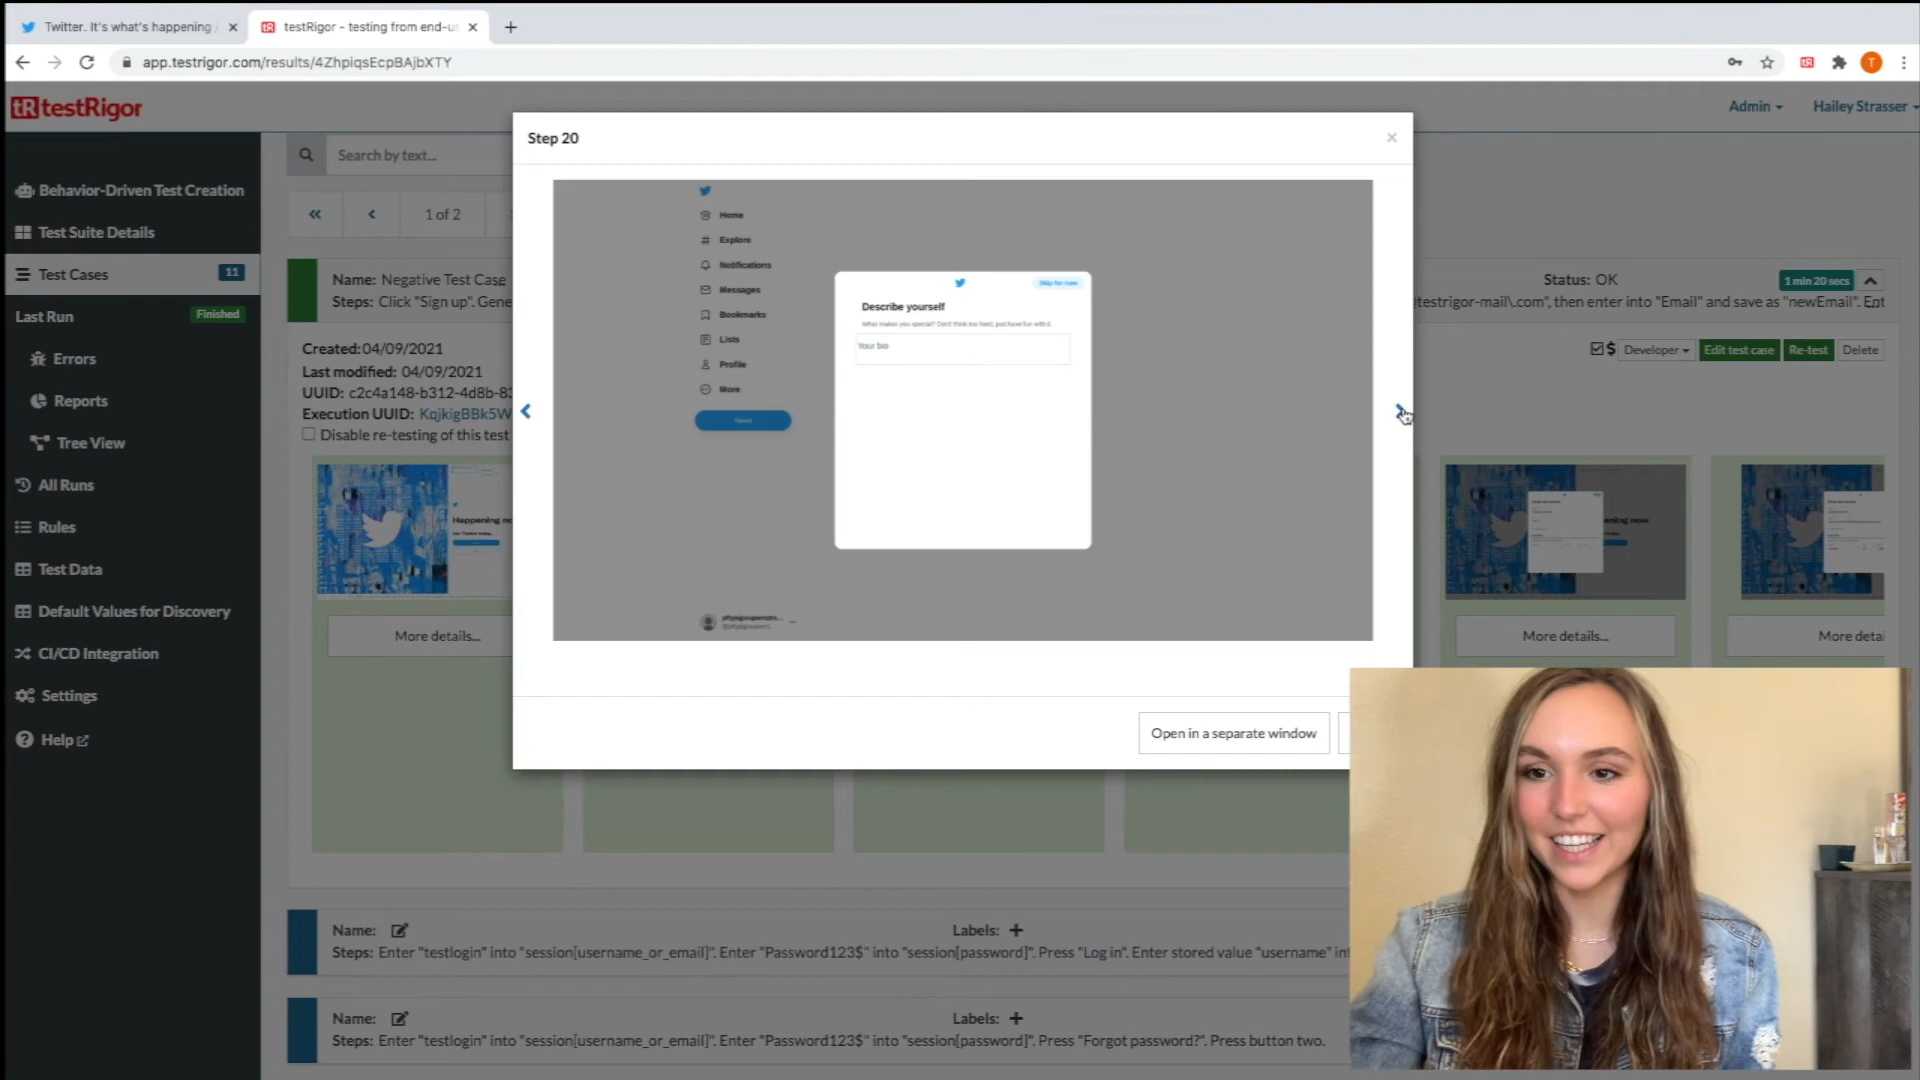 Twitter. It's what's happening /
testRigor - testing from end-us
app.testrigor.com/results/4ZhpiqsEcpBAjbXTY
T
tR testRigor
Admin
Hailey Strasser
Behavior-Driven Test Creation
Test Suite Details
Test Cases
11
Last Run
Finished
Errors
Reports
Tree View
All Runs
Rules
Test Data
Default Values for Discovery
CI/CD Integration
Settings
Help
Search by text...
1 of 2
Name: Negative Test Case
Steps: Click "Sign up". Gene
Status: OK
1 min 20 secs
testrigor-mail\.com", then enter into "Email" and save as "newEmail". Ent
Created:04/09/2021
Last modified: 04/09/2021
UUID: c2c4a148-b312-4d8b-83
Execution UUID: KqjkigBBk5W
Disable re-testing of this test
$ Developer
Edit test case
Re-test
Delete
Happening no
More details...
More details...
More detai
Step 20
×
Home
Explore
Notifications
Messages
Bookmarks
Lists
Profile
More
Tweet
Skip for now
Describe yourself
What makes you special? Don't think too hard, just have fun with it.
Your bio
Open in a separate window
Name:
Labels: +
Steps: Enter "testlogin" into "session[username_or_email]". Enter "Password123$" into "session[password]". Press "Log in". Enter stored value "username" int
Name:
Labels: +
Steps: Enter "testlogin" into "session[username_or_email]". Enter "Password123$" into "session[password]". Press "Forgot password?". Press button two.